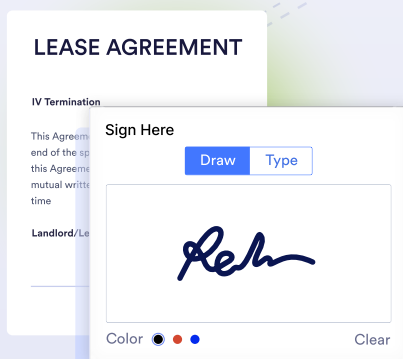 LEASE AGREEMENT
IV Termination
This Agreem
end of the sp
this Agreeme
mutual writte
time
Landlord/Le
Sign Here
Draw Type
Color Clear